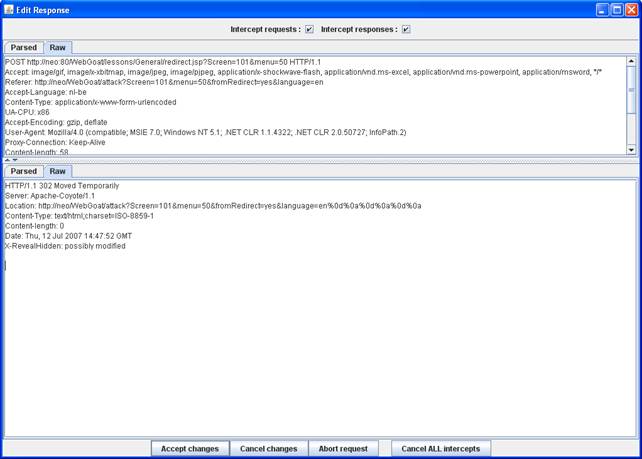 Edit Response
Intercept requests : Intercept responses :
Parsed Raw
POST http://neo:80/WebGoat/lessons/General/redirect.jsp?Screen=101&menu=50 HTTP/1.1
Accept: image/gif, image/x-xbitmap, image/jpeg, image/pjpeg, application/x-shockwave-flash, application/vnd.ms-excel, application/vnd.ms-powerpoint, application/msword, */*
Referer: http://neo/WebGoat/attack?Screen=101&menu=50&fromRedirect=yes&language=en
Accept-Language: nl-be
Content-Type: application/x-www-form-urlencoded
UA-CPU: x86
Accept-Encoding: gzip, deflate
User-Agent: Mozilla/4.0 (compatible; MSIE 7.0; Windows NT 5.1; .NET CLR 1.1.4322; .NET CLR 2.0.50727; InfoPath.2)
Proxy-Connection: Keep-Alive
Content-length: 58
Parsed Raw
HTTP/1.1 302 Moved Temporarily
Server: Apache-Coyote/1.1
Location: http://neo/WebGoat/attack?Screen=101&menu=50&fromRedirect=yes&language=en%0d%0a%0d%0a%0d%0a
Content-Type: text/html;charset=ISO-8859-1
Content-length: 0
Date: Thu, 12 Jul 2007 14:47:52 GMT
X-RevealHidden: possibly modified
Accept changes Cancel changes Abort request Cancel ALL intercepts